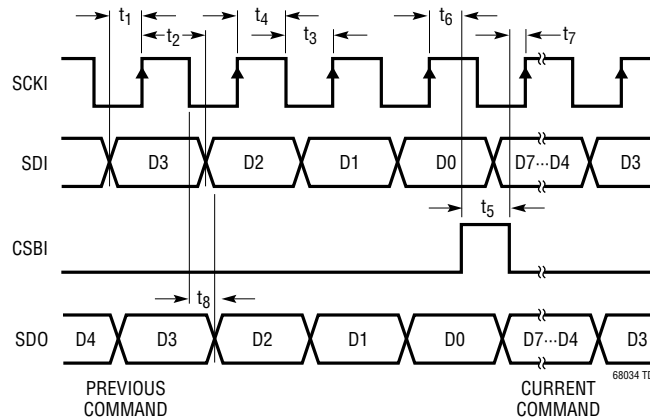 t1 t2 t4 t3 t6 t7
SCKI
SDI D3 D2 D1 D0 D7···D4 D3
t5
CSBI
t8
SDO D4 D3 D2 D1 D0 D7···D4 D3
68034
PREVIOUS COMMAND
CURRENT COMMAND